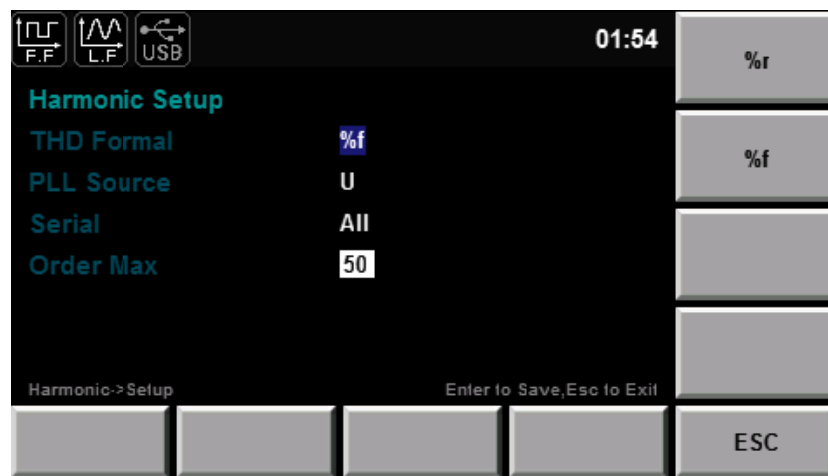 F.F L.F USB 01:54
%r
Harmonic Setup
THD Formal %f
%f
PLL Source U
Serial All
Order Max 50
Harmonic->Setup Enter to Save,Esc to Exit
ESC